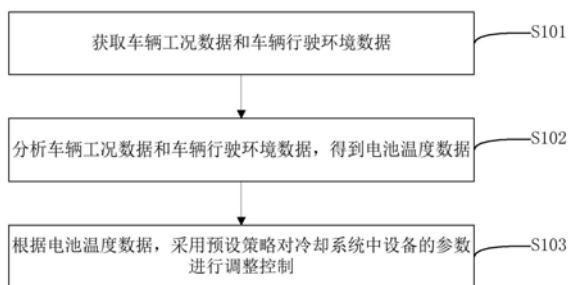 获取车辆工况数据和车辆行驶环境数据
S101
分析车辆工况数据和车辆行驶环境数据，得到电池温度数据
S102
根据电池温度数据，采用预设策略对冷却系统中设备的参数
进行调整控制
S103